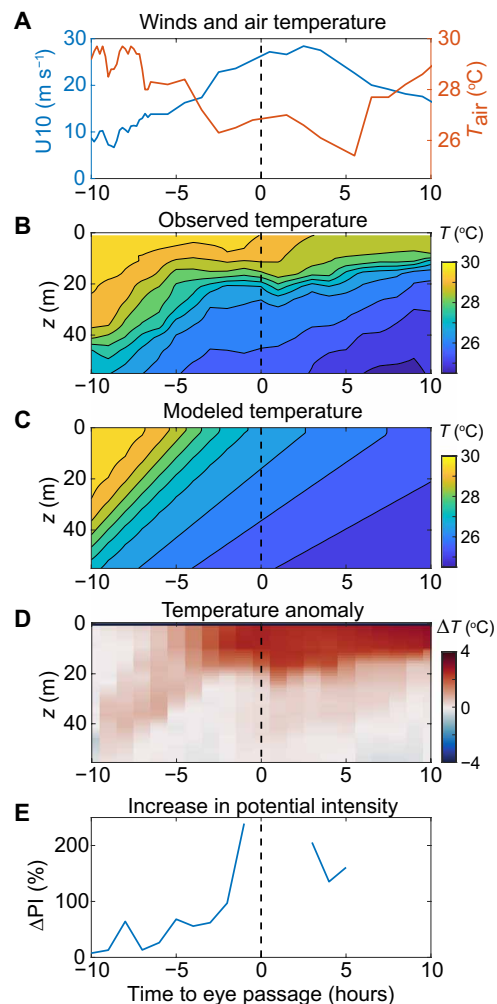 A
Winds and air temperature
30
20
10
0
U10 (m s⁻¹)
30
28
26
Tair (°C)
−10 −5 0 5 10
B
Observed temperature
0
20
40
z (m)
−10 −5 0 5 10
T (°C)
30
28
26
C
Modeled temperature
0
20
40
z (m)
−10 −5 0 5 10
T (°C)
30
28
26
D
Temperature anomaly
0
20
40
z (m)
−10 −5 0 5 10
ΔT (°C)
4
0
−4
E
Increase in potential intensity
200
100
0
ΔPI (%)
−10 −5 0 5 10
Time to eye passage (hours)